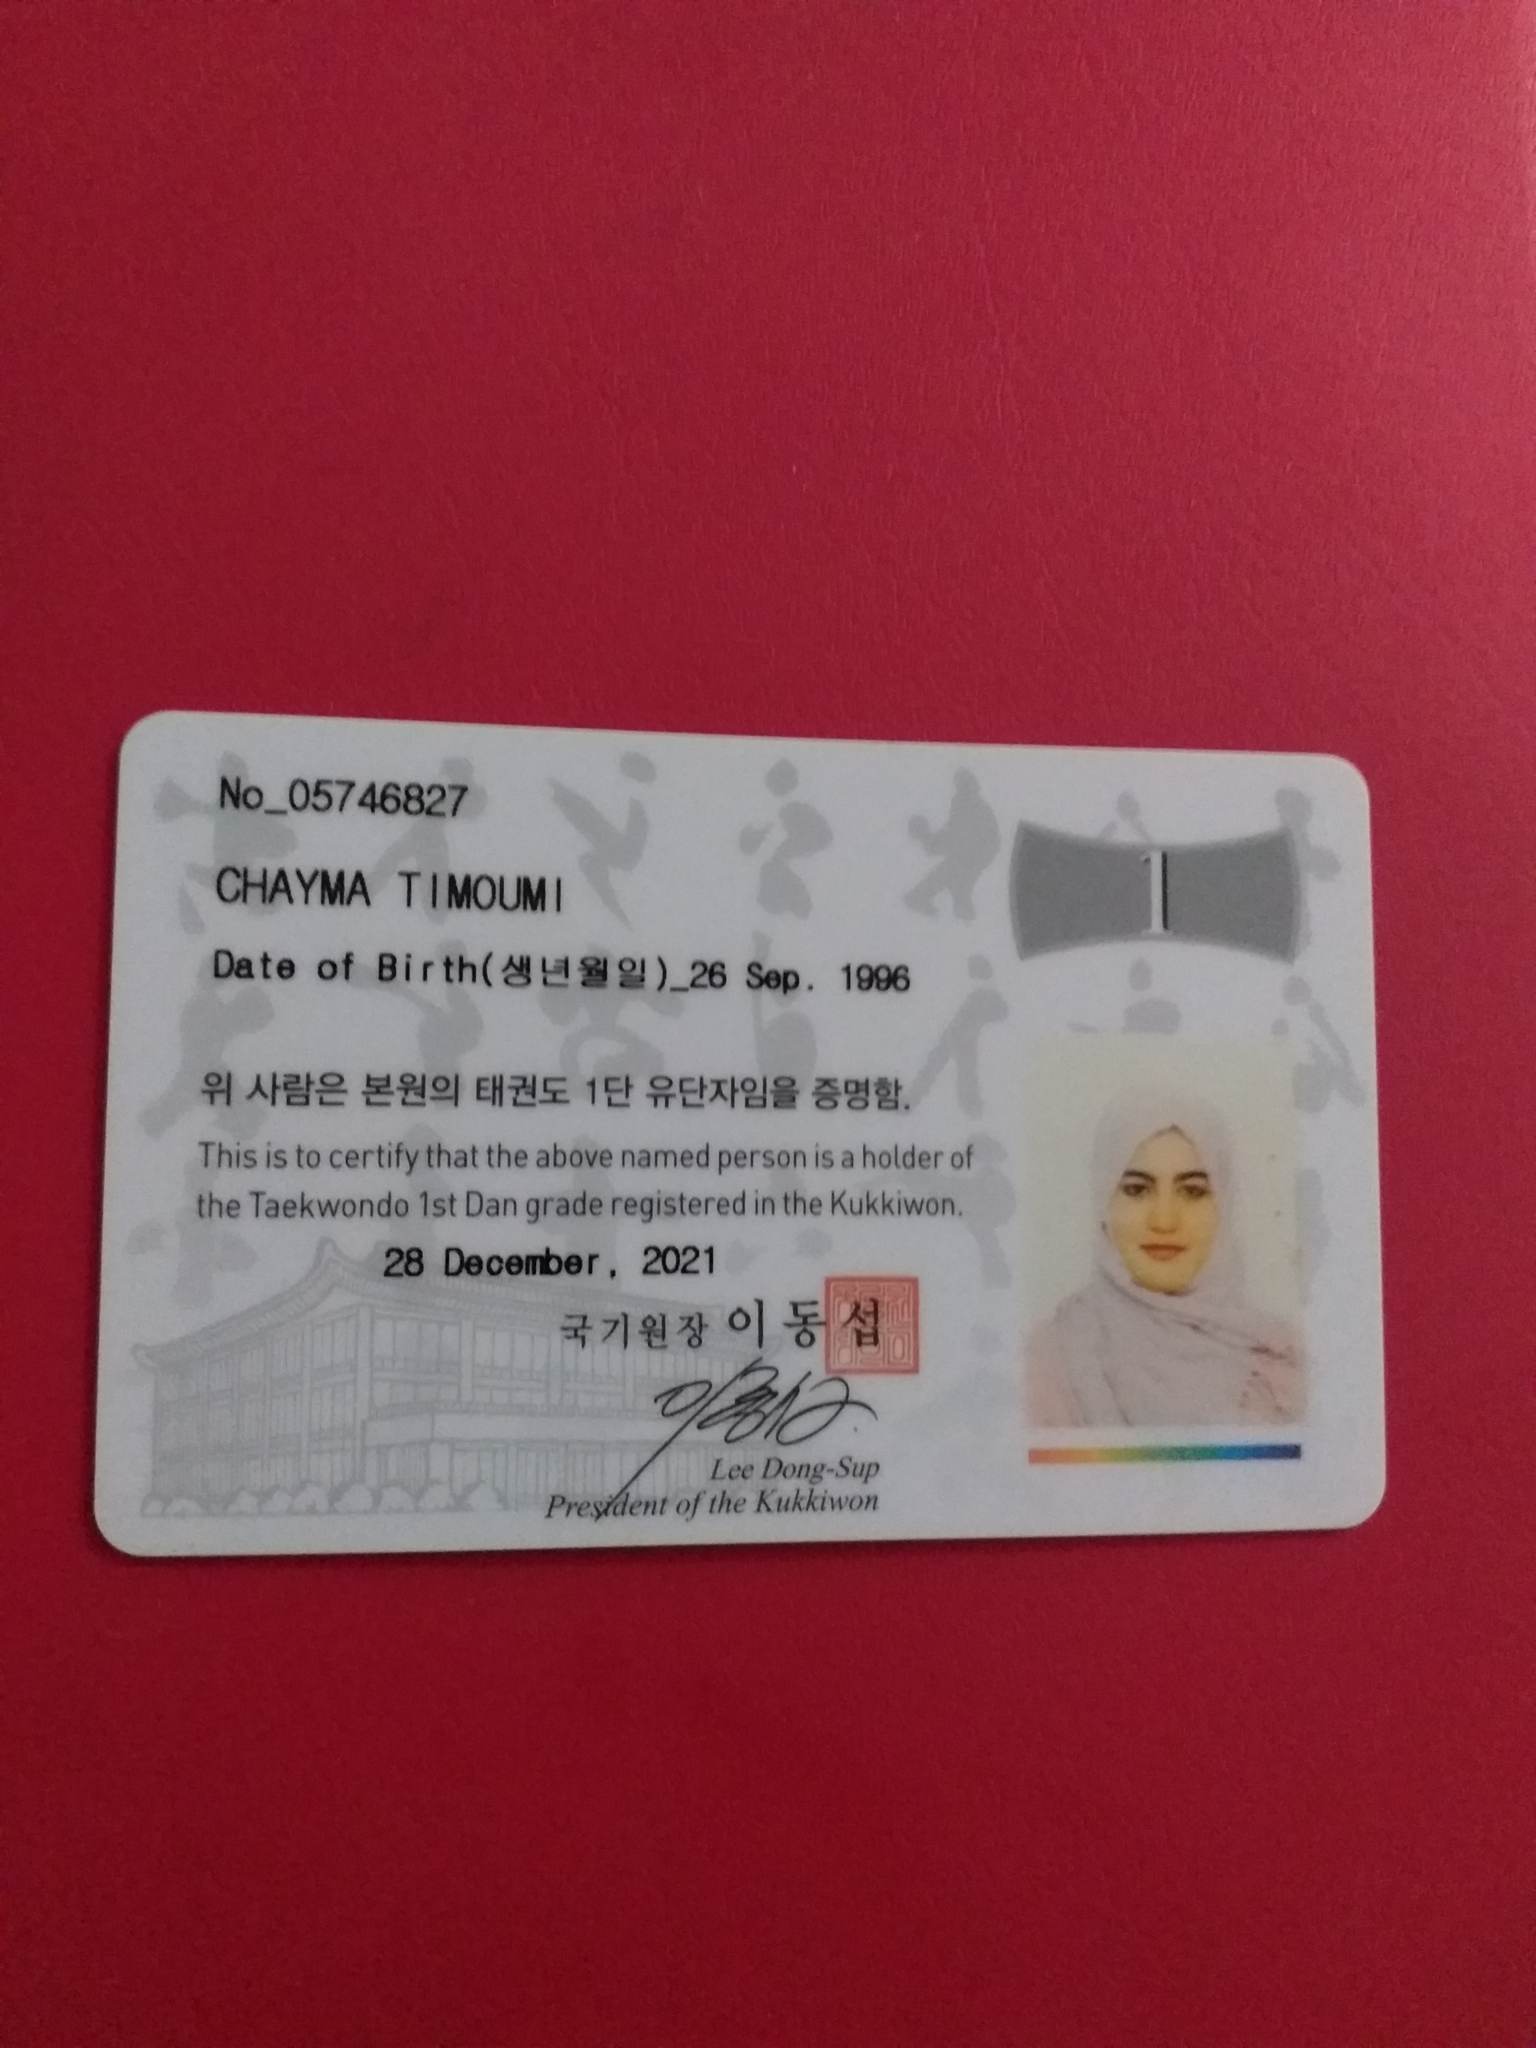 No_05746827
1
CHAYMA TIMOUMI
Date of Birth(생년월일)_26 Sep. 1996
위 사람은 본원의 태권도 1단 유단자임을 증명함.
This is to certify that the above named person is a holder of
the Taekwondo 1st Dan grade registered in the Kukkiwon.
28 December, 2021
국기원장 이동섭
Lee Dong-Sup
President of the Kukkiwon